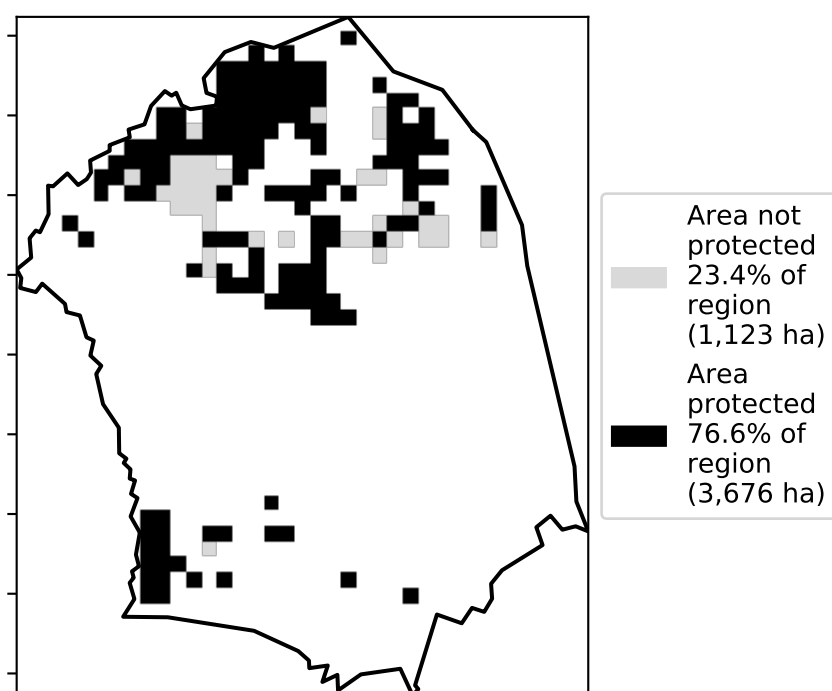 Area not
protected
23.4% of
region
(1,123 ha)
Area
protected
76.6% of
region
(3,676 ha)